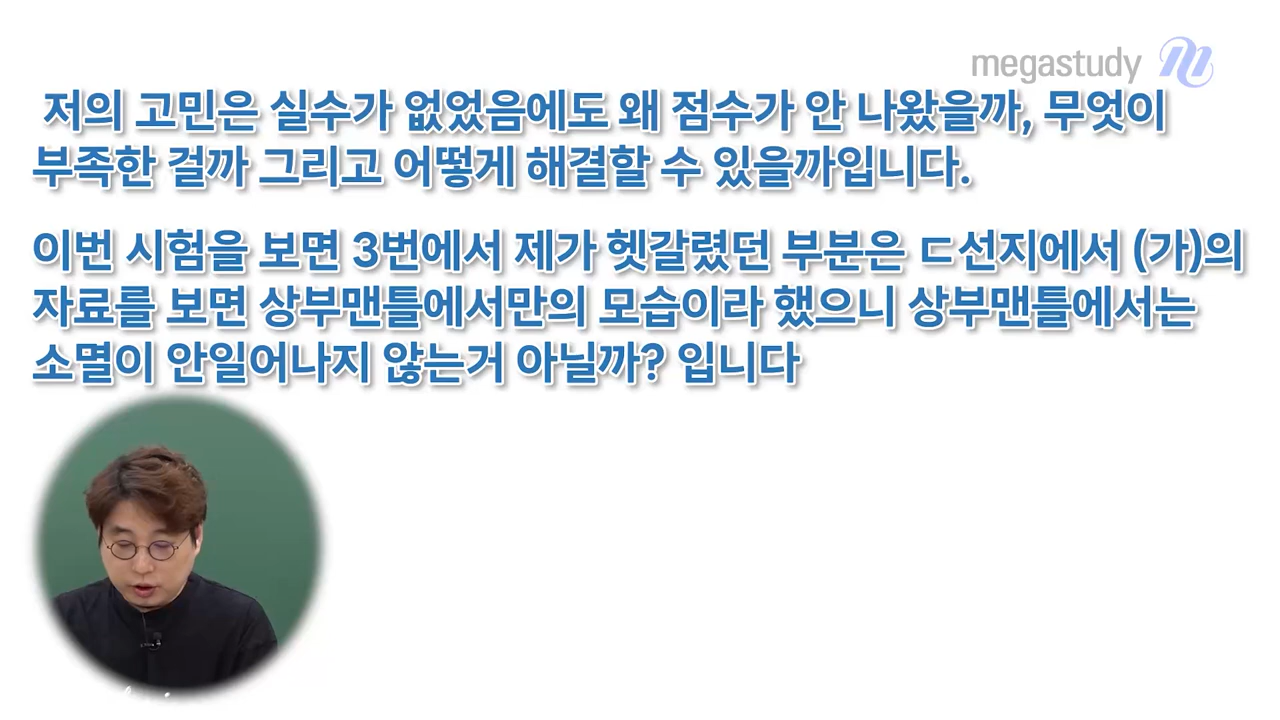 megastudy
저의 고민은 실수가 없었음에도 왜 점수가 안 나왔을까, 무엇이
부족한 걸까 그리고 어떻게 해결할 수 있을까입니다.
이번 시험을 보면 3번에서 제가 헷갈렸던 부분은 ㄷ선지에서 (가)의
자료를 보면 상부맨틀에서만의 모습이라 했으니 상부맨틀에서는
소멸이 안일어나지 않는거 아닐까? 입니다